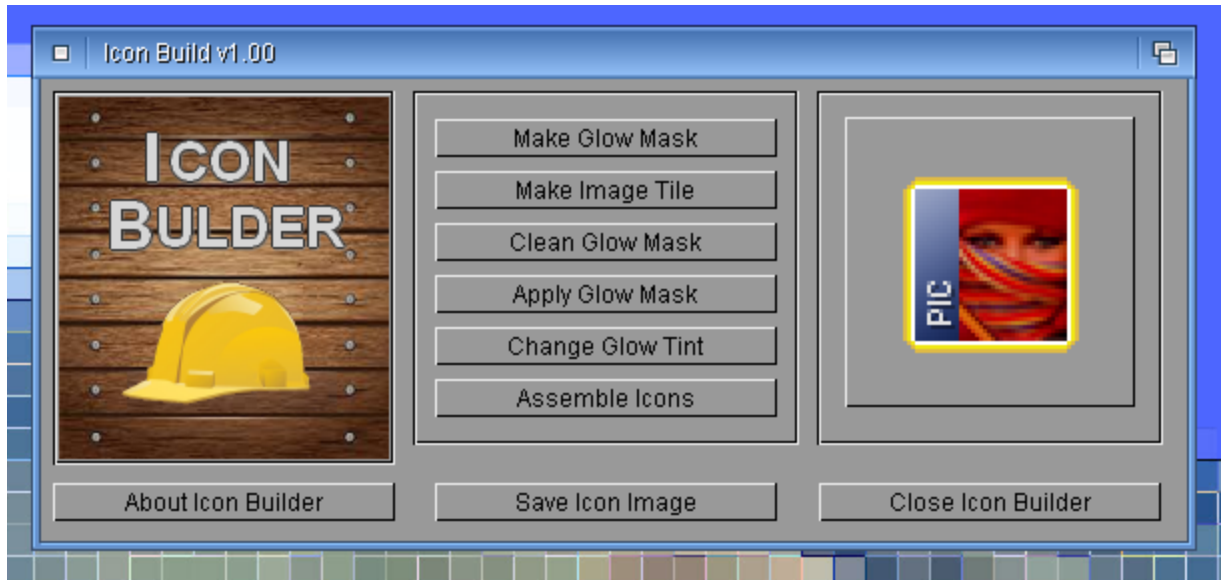 Icon Build v1.00
ICON
BULDER
Make Glow Mask
Make Image Tile
Clean Glow Mask
Apply Glow Mask
Change Glow Tint
Assemble Icons
PIC
About Icon Builder
Save Icon Image
Close Icon Builder